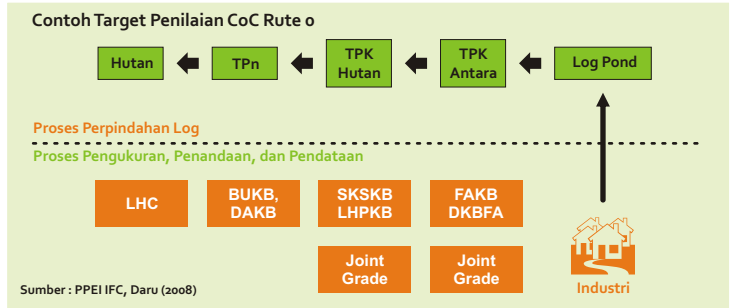 Contoh Target Penilaian CoC Rute 0
Hutan
TPn
TPK
Hutan
TPK
Antara
Log Pond
Proses Perpindahan Log
Proses Pengukuran, Penandaan, dan Pendataan
LHC
BUKB,
DAKB
SKSKB
LHPKB
FAKB
DKBFA
Joint
Grade
Joint
Grade
Industri
Sumber : PPEI IFC, Daru (2008)